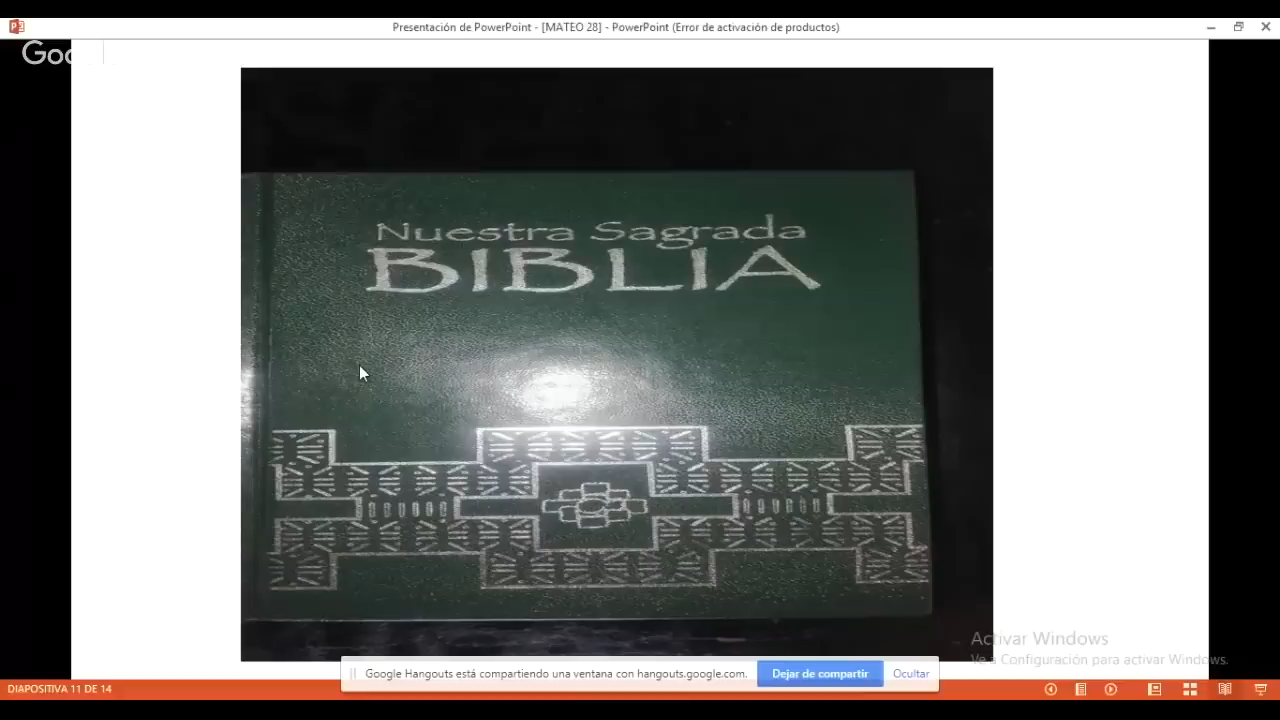 Presentación de PowerPoint - [MATEO 28] - PowerPoint (Error de activación de productos)
Nuestra Sagrada
BIBLIA
Activar Windows
Ve a Configuración para activar Windows.
Google Hangouts está compartiendo una ventana con hangouts.google.com.
Dejar de compartir
Ocultar
DIAPOSITIVA 11 DE 14